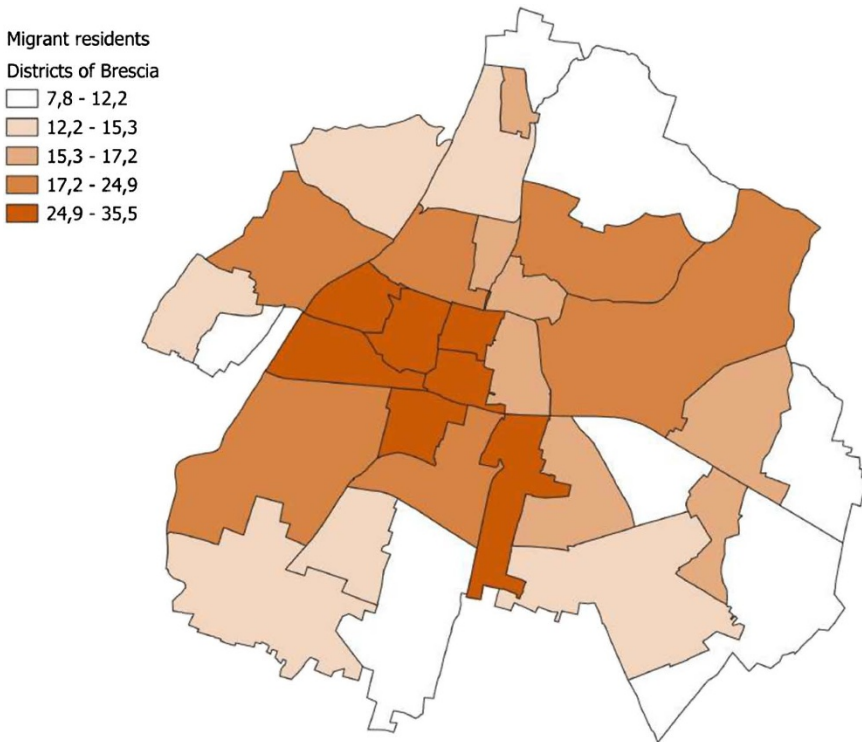 Migrant residents
Districts of Brescia
7,8 - 12,2
12,2 - 15,3
15,3 - 17,2
17,2 - 24,9
24,9 - 35,5